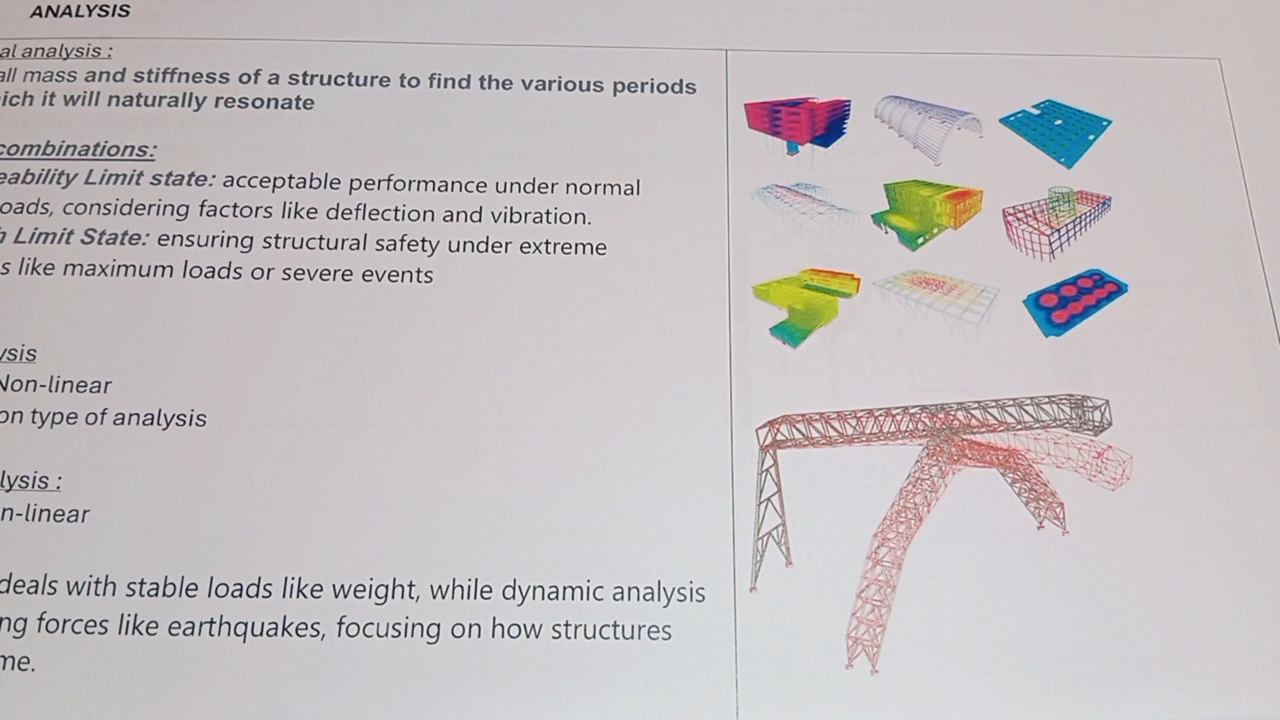 ANALYSIS
al analysis :
all mass and stiffness of a structure to find the various periods
ich it will naturally resonate
combinations:
eability Limit state: acceptable performance under normal
oads, considering factors like deflection and vibration.
h Limit State: ensuring structural safety under extreme
s like maximum loads or severe events
ysis
Non-linear
on type of analysis
lysis :
n-linear
deals with stable loads like weight, while dynamic analysis
ng forces like earthquakes, focusing on how structures
me.